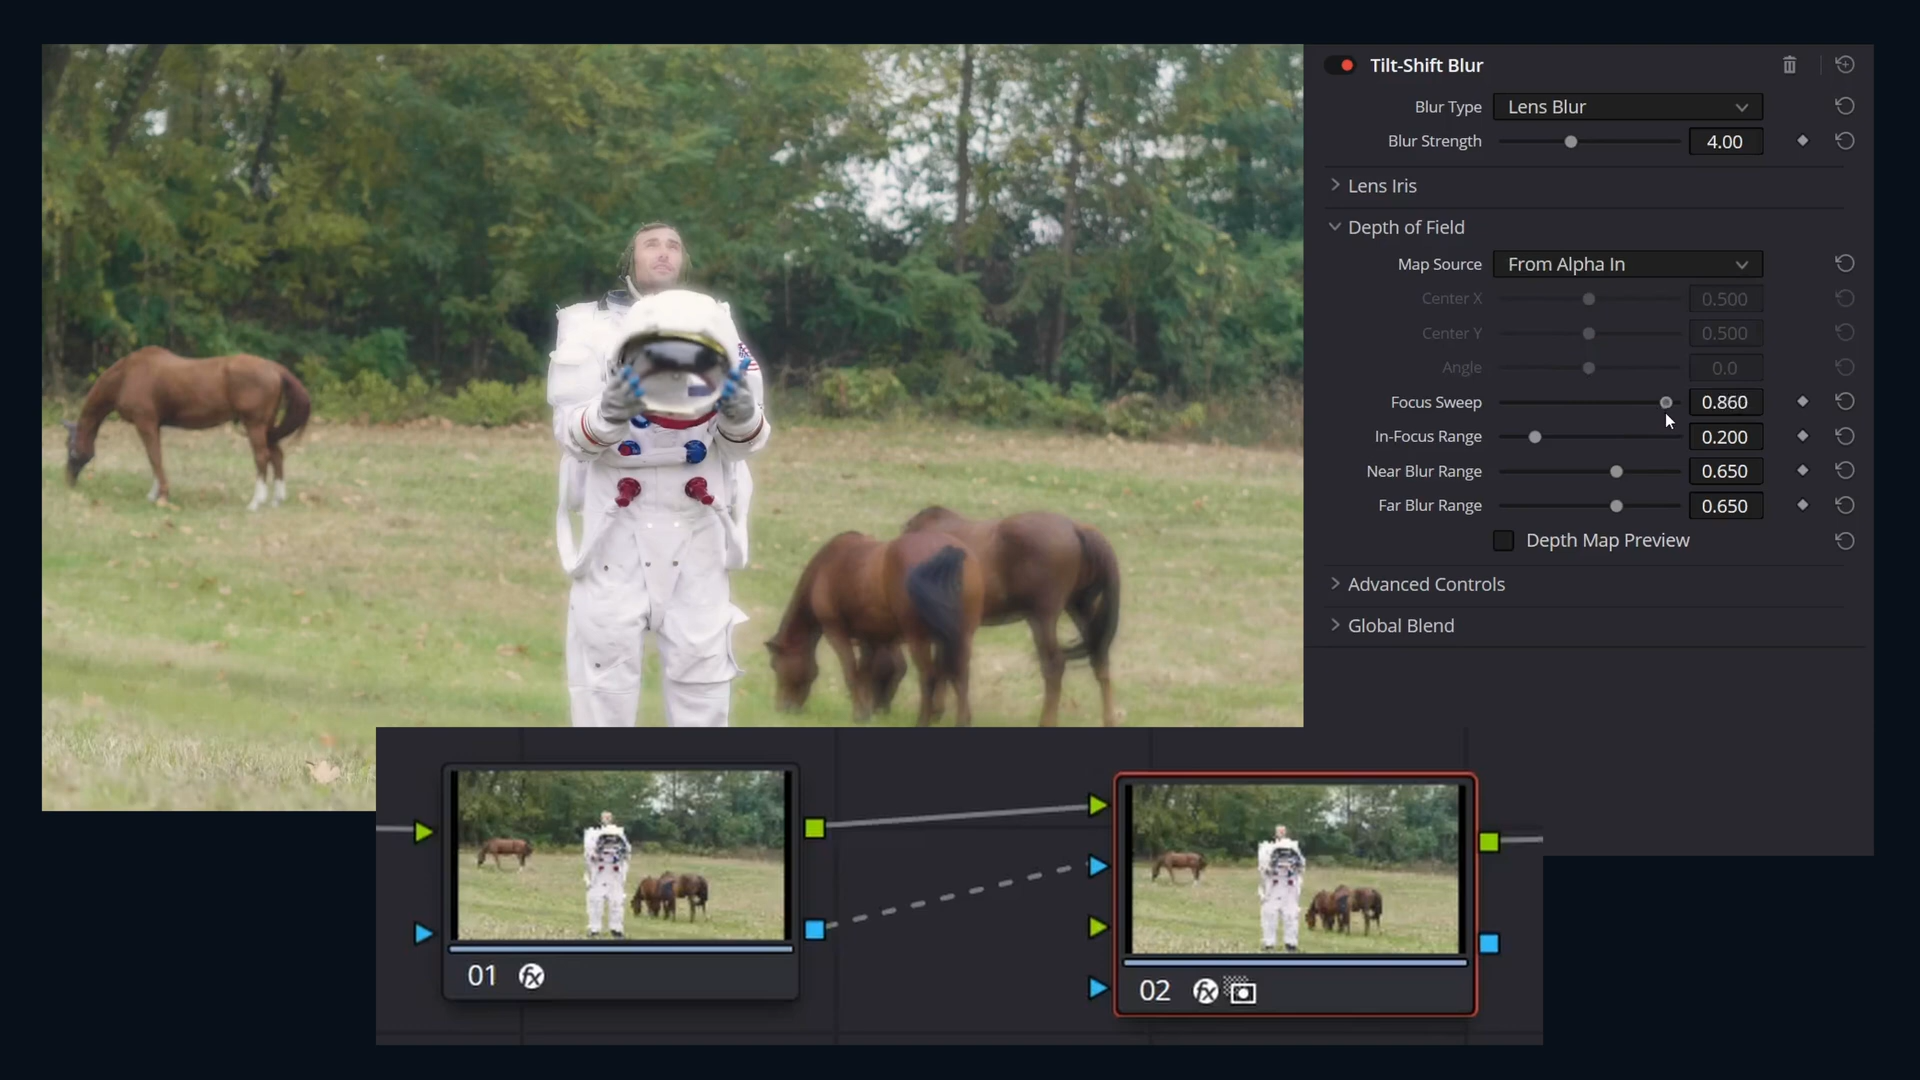 Tilt-Shift Blur
Blur Type Lens Blur
Blur Strength 4.00
Lens Iris
Depth of Field
Map Source From Alpha In
Center X 0.500
Center Y 0.500
Angle 0.0
Focus Sweep 0.860
In-Focus Range 0.200
Near Blur Range 0.650
Far Blur Range 0.650
Depth Map Preview
Advanced Controls
Global Blend
01 fx
02 fx